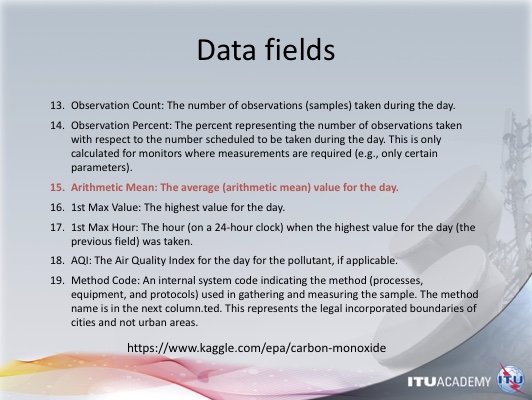 Data fields
13. Observation Count: The number of observations (samples) taken during the day.
14. Observation Percent: The percent representing the number of observations taken
with respect to the number scheduled to be taken during the day. This is only
calculated for monitors where measurements are required (e.g., only certain
parameters).
15. Arithmetic Mean: The average (arithmetic mean) value for the day.
16. 1st Max Value: The highest value for the day.
17. 1st Max Hour: The hour (on a 24-hour clock) when the highest value for the day (the
previous field) was taken.
18. AQI: The Air Quality Index for the day for the pollutant, if applicable.
19. Method Code: An internal system code indicating the method (processes,
equipment, and protocols) used in gathering and measuring the sample. The method
name is in the next column.ted. This represents the legal incorporated boundaries of
cities and not urban areas.
https://www.kaggle.com/epa/carbon-monoxide
ITUACADEMY ITU